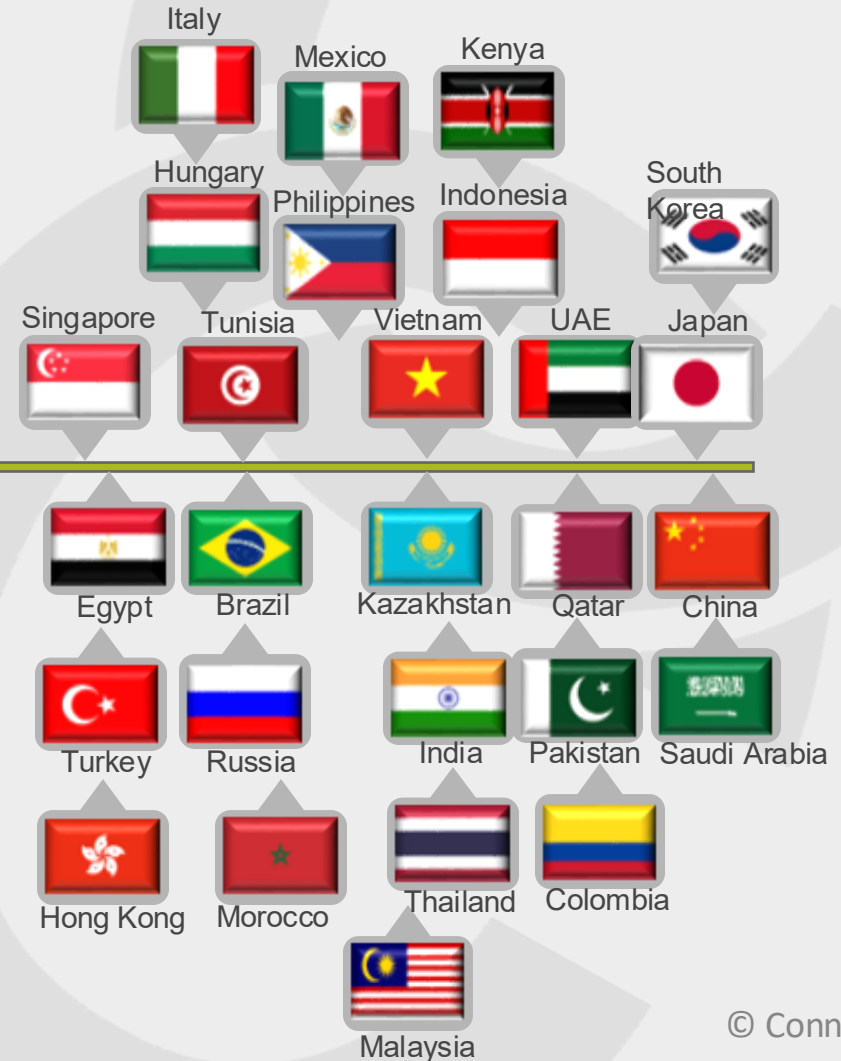 Italy
Mexico
Kenya
Hungary
Philippines
Indonesia
South
Korea
Singapore
Tunisia
Vietnam
UAE
Japan
Egypt
Brazil
Kazakhstan
Qatar
China
Turkey
Russia
India
Pakistan
Saudi Arabia
Hong Kong
Morocco
Thailand
Colombia
Malaysia
© Conn